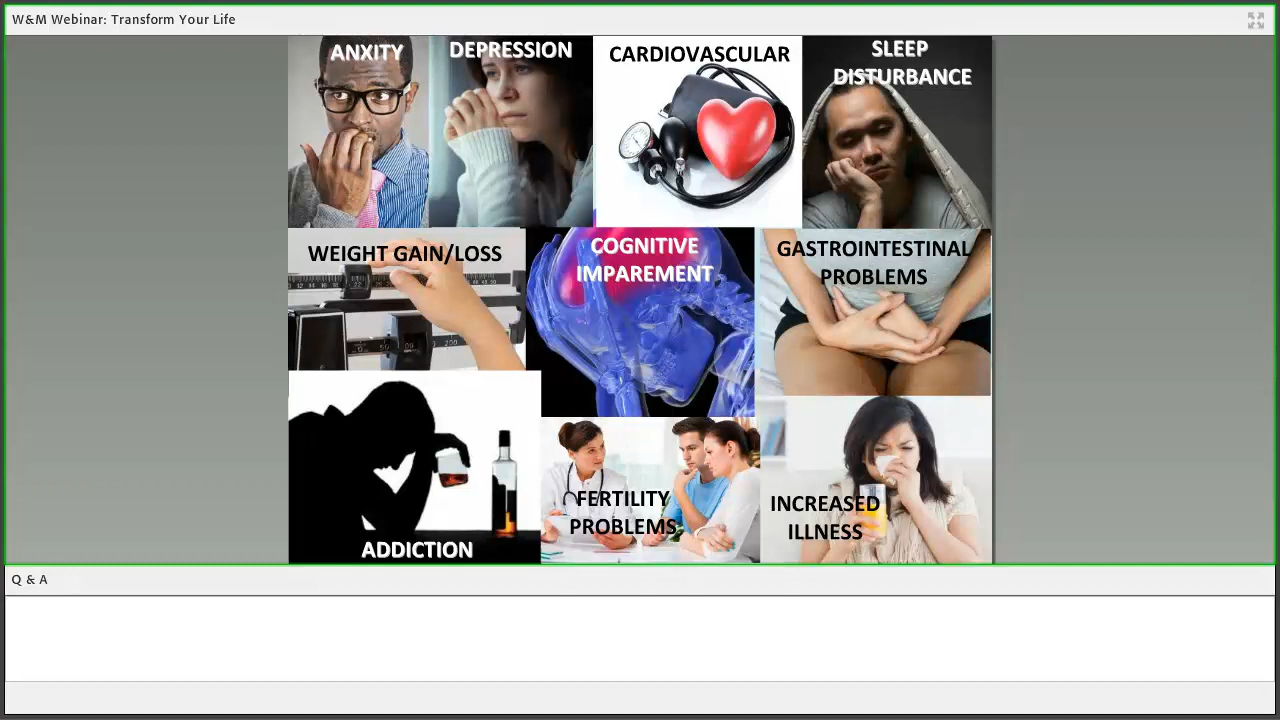 W&M Webinar: Transform Your Life
ANXITY
DEPRESSION
CARDIOVASCULAR
SLEEP
DISTURBANCE
WEIGHT GAIN/LOSS
COGNITIVE
IMPAREMENT
GASTROINTESTINAL
PROBLEMS
ADDICTION
FERTILITY
PROBLEMS
INCREASED
ILLNESS
Q & A